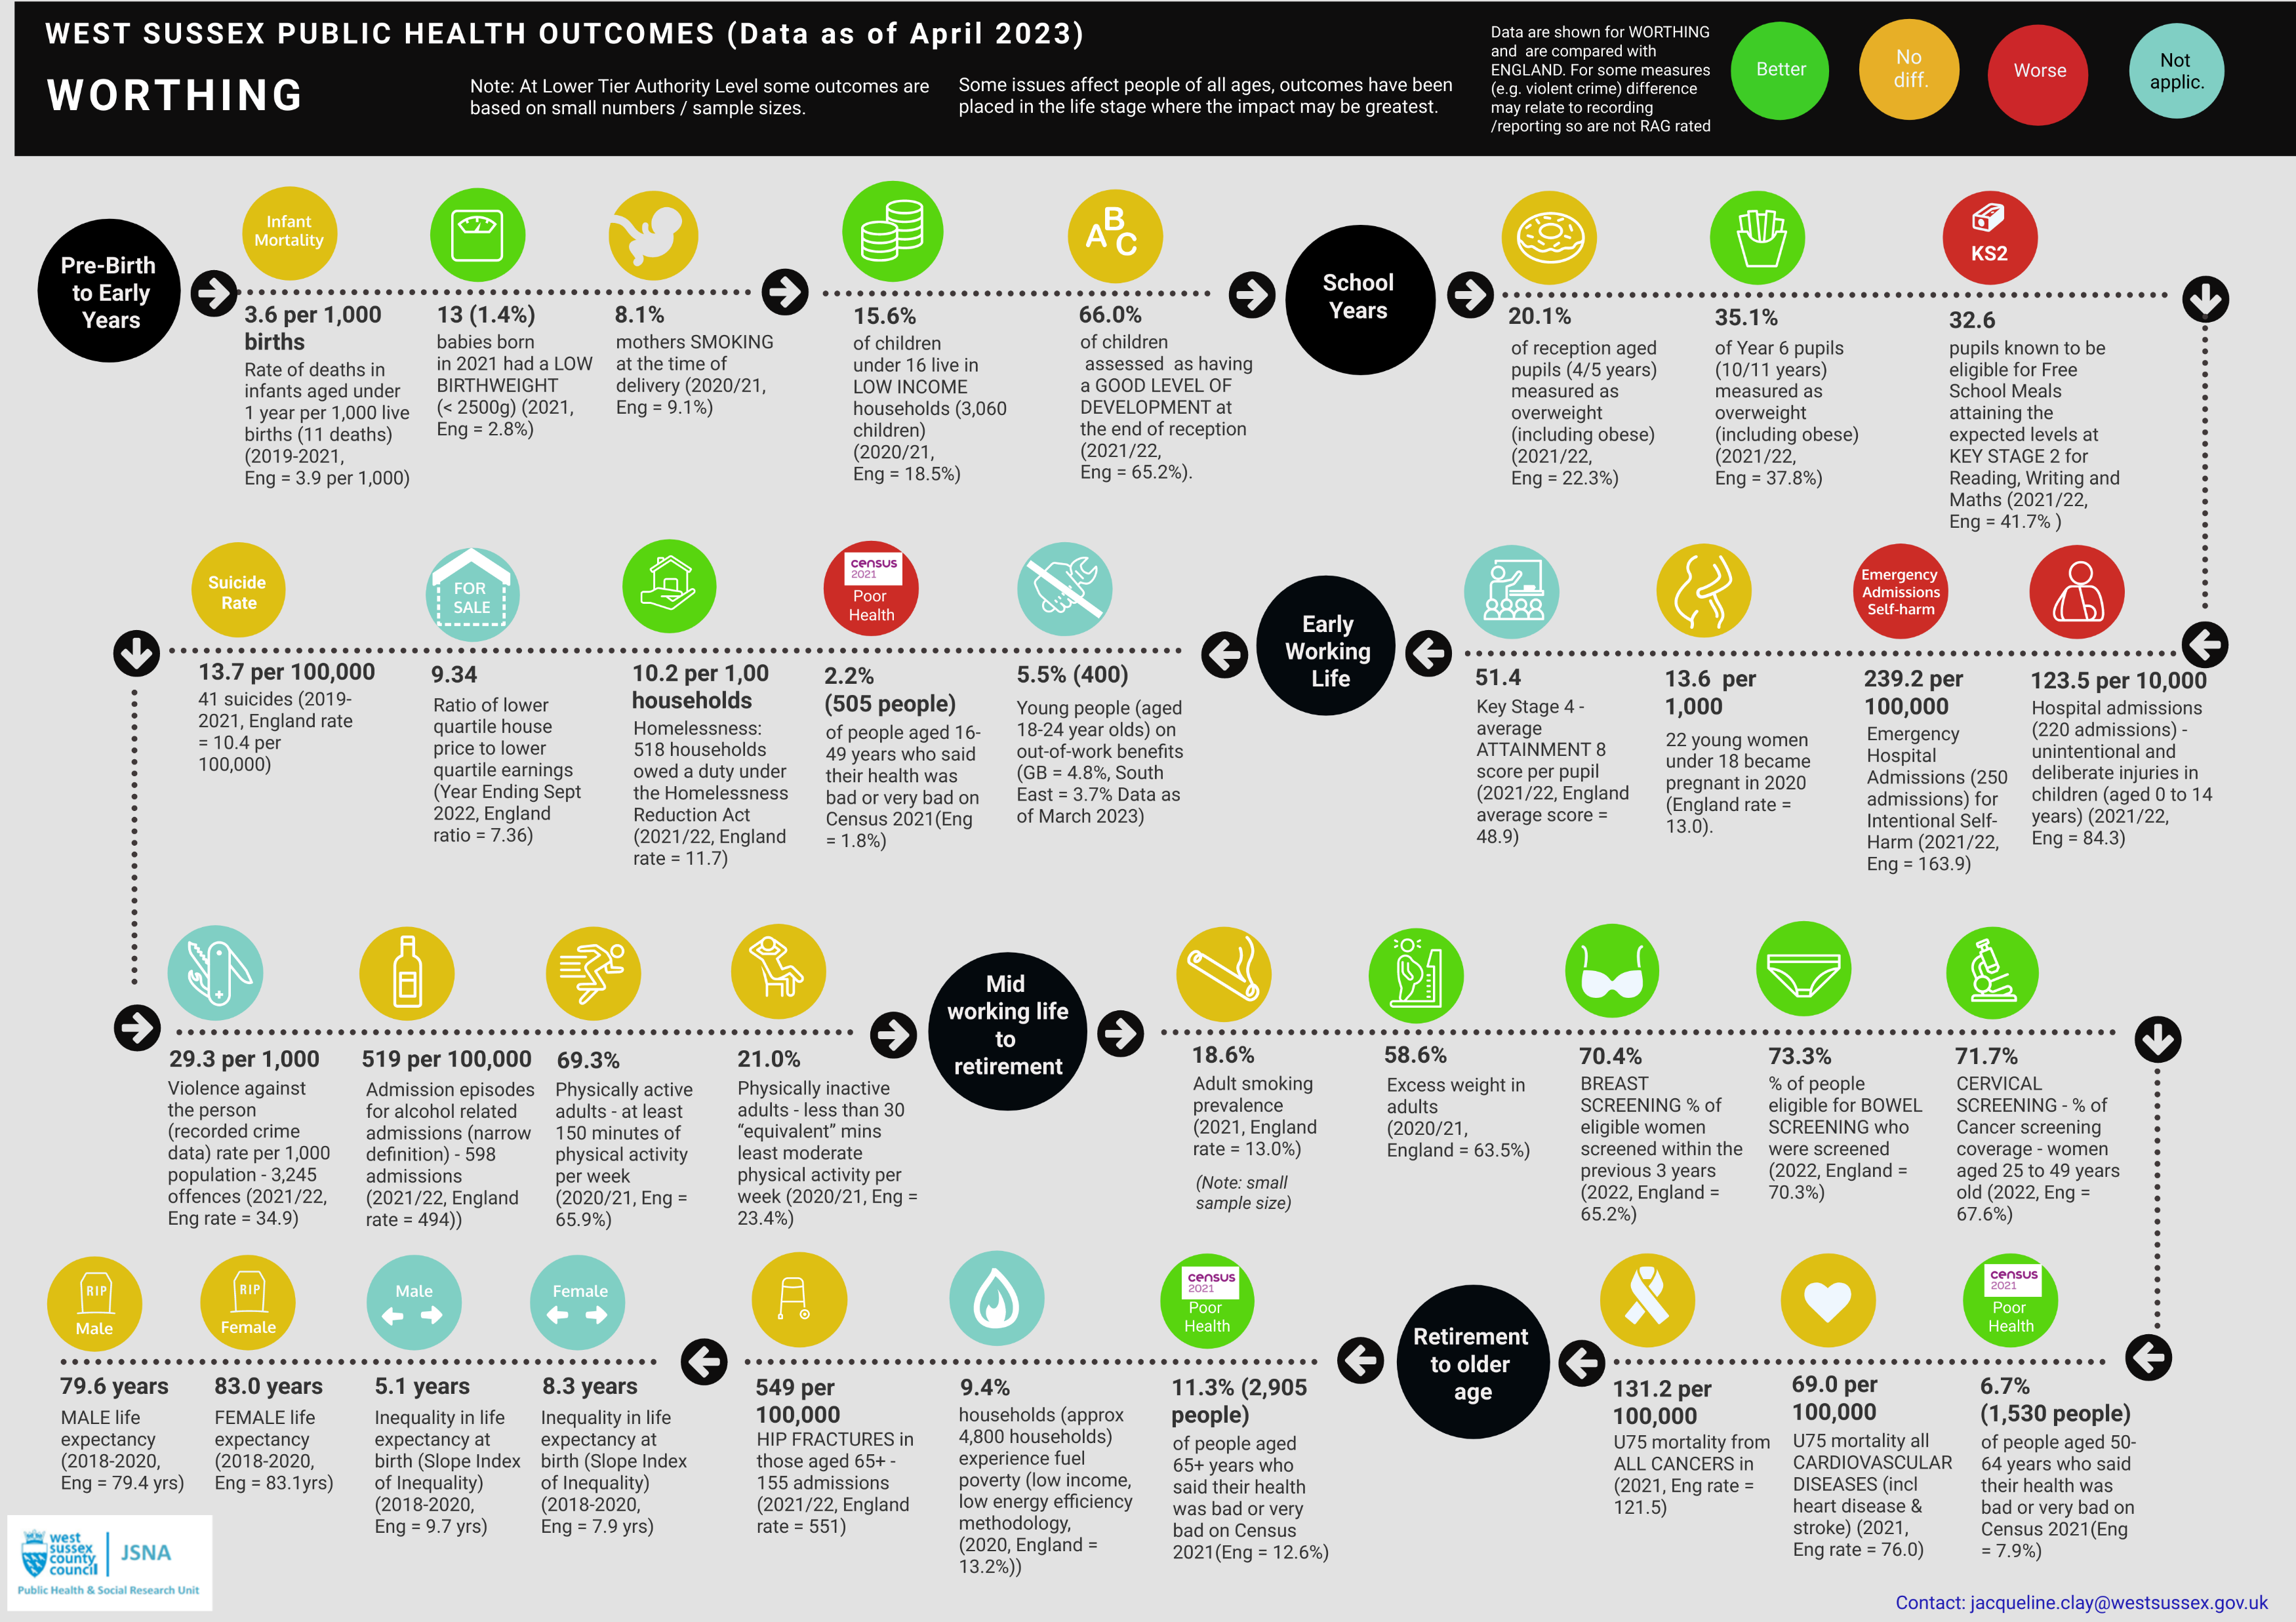 WEST SUSSEX PUBLIC HEALTH OUTCOMES (Data as of April 2023)
WORTHING
Note: At Lower Tier Authority Level some outcomes are
based on small numbers / sample sizes.
Some issues affect people of all ages, outcomes have been
placed in the life stage where the impact may be greatest.
Data are shown for WORTHING
and are compared with
ENGLAND. For some measures
(e.g. violent crime) difference
may relate to recording
/reporting so are not RAG rated
Better
No
diff.
Worse
Not
applic.
Pre-Birth
to Early
Years
Infant
Mortality
3.6 per 1,000
births
Rate of deaths in
infants aged under
1 year per 1,000 live
births (11 deaths)
(2019-2021,
Eng = 3.9 per 1,000)
13 (1.4%)
babies born
in 2021 had a LOW
BIRTHWEIGHT
(< 2500g) (2021,
Eng = 2.8%)
8.1%
mothers SMOKING
at the time of
delivery (2020/21,
Eng = 9.1%)
15.6%
of children
under 16 live in
LOW INCOME
households (3,060
children)
(2020/21,
Eng = 18.5%)
A B C
66.0%
of children
assessed as having
a GOOD LEVEL OF
DEVELOPMENT at
the end of reception
(2021/22,
Eng = 65.2%).
School
Years
20.1%
of reception aged
pupils (4/5 years)
measured as
overweight
(including obese)
(2021/22,
Eng = 22.3%)
35.1%
of Year 6 pupils
(10/11 years)
measured as
overweight
(including obese)
(2021/22,
Eng = 37.8%)
KS2
32.6
pupils known to be
eligible for Free
School Meals
attaining the
expected levels at
KEY STAGE 2 for
Reading, Writing and
Maths (2021/22,
Eng = 41.7% )
Suicide
Rate
13.7 per 100,000
41 suicides (2019-
2021, England rate
= 10.4 per
100,000)
FOR
SALE
9.34
Ratio of lower
quartile house
price to lower
quartile earnings
(Year Ending Sept
2022, England
ratio = 7.36)
10.2 per 1,00
households
Homelessness:
518 households
owed a duty under
the Homelessness
Reduction Act
(2021/22, England
rate = 11.7)
census
2021
Poor
Health
2.2%
(505 people)
of people aged 16-
49 years who said
their health was
bad or very bad on
Census 2021(Eng
= 1.8%)
5.5% (400)
Young people (aged
18-24 year olds) on
out-of-work benefits
(GB = 4.8%, South
East = 3.7% Data as
of March 2023)
Early
Working
Life
51.4
Key Stage 4 -
average
ATTAINMENT 8
score per pupil
(2021/22, England
average score =
48.9)
13.6 per
1,000
22 young women
under 18 became
pregnant in 2020
(England rate =
13.0).
Emergency
Admissions
Self-harm
239.2 per
100,000
Emergency
Hospital
Admissions (250
admissions) for
Intentional Self-
Harm (2021/22,
Eng = 163.9)
123.5 per 10,000
Hospital admissions
(220 admissions) -
unintentional and
deliberate injuries in
children (aged 0 to 14
years) (2021/22,
Eng = 84.3)
29.3 per 1,000
Violence against
the person
(recorded crime
data) rate per 1,000
population - 3,245
offences (2021/22,
Eng rate = 34.9)
519 per 100,000
Admission episodes
for alcohol related
admissions (narrow
definition) - 598
admissions
(2021/22, England
rate = 494))
69.3%
Physically active
adults - at least
150 minutes of
physical activity
per week
(2020/21, Eng =
65.9%)
21.0%
Physically inactive
adults - less than 30
“equivalent” mins
least moderate
physical activity per
week (2020/21, Eng =
23.4%)
Mid
working life
to
retirement
18.6%
Adult smoking
prevalence
(2021, England
rate = 13.0%)
(Note: small
sample size)
58.6%
Excess weight in
adults
(2020/21,
England = 63.5%)
70.4%
BREAST
SCREENING % of
eligible women
screened within the
previous 3 years
(2022, England =
65.2%)
73.3%
% of people
eligible for BOWEL
SCREENING who
were screened
(2022, England =
70.3%)
71.7%
CERVICAL
SCREENING - % of
Cancer screening
coverage - women
aged 25 to 49 years
old (2022, Eng =
67.6%)
RIP
Male
79.6 years
MALE life
expectancy
(2018-2020,
Eng = 79.4 yrs)
RIP
Female
83.0 years
FEMALE life
expectancy
(2018-2020,
Eng = 83.1yrs)
Male
5.1 years
Inequality in life
expectancy at
birth (Slope Index
of Inequality)
(2018-2020,
Eng = 9.7 yrs)
Female
8.3 years
Inequality in life
expectancy at
birth (Slope Index
of Inequality)
(2018-2020,
Eng = 7.9 yrs)
549 per
100,000
HIP FRACTURES in
those aged 65+ -
155 admissions
(2021/22, England
rate = 551)
9.4%
households (approx
4,800 households)
experience fuel
poverty (low income,
low energy efficiency
methodology,
(2020, England =
13.2%))
census
2021
Poor
Health
11.3% (2,905
people)
of people aged
65+ years who
said their health
was bad or very
bad on Census
2021(Eng = 12.6%)
Retirement
to older
age
131.2 per
100,000
U75 mortality from
ALL CANCERS in
(2021, Eng rate =
121.5)
69.0 per
100,000
U75 mortality all
CARDIOVASCULAR
DISEASES (incl
heart disease &
stroke) (2021,
Eng rate = 76.0)
census
2021
Poor
Health
6.7%
(1,530 people)
of people aged 50-
64 years who said
their health was
bad or very bad on
Census 2021(Eng
= 7.9%)
west
sussex
county
council
JSNA
Public Health & Social Research Unit
Contact: jacqueline.clay@westsussex.gov.uk